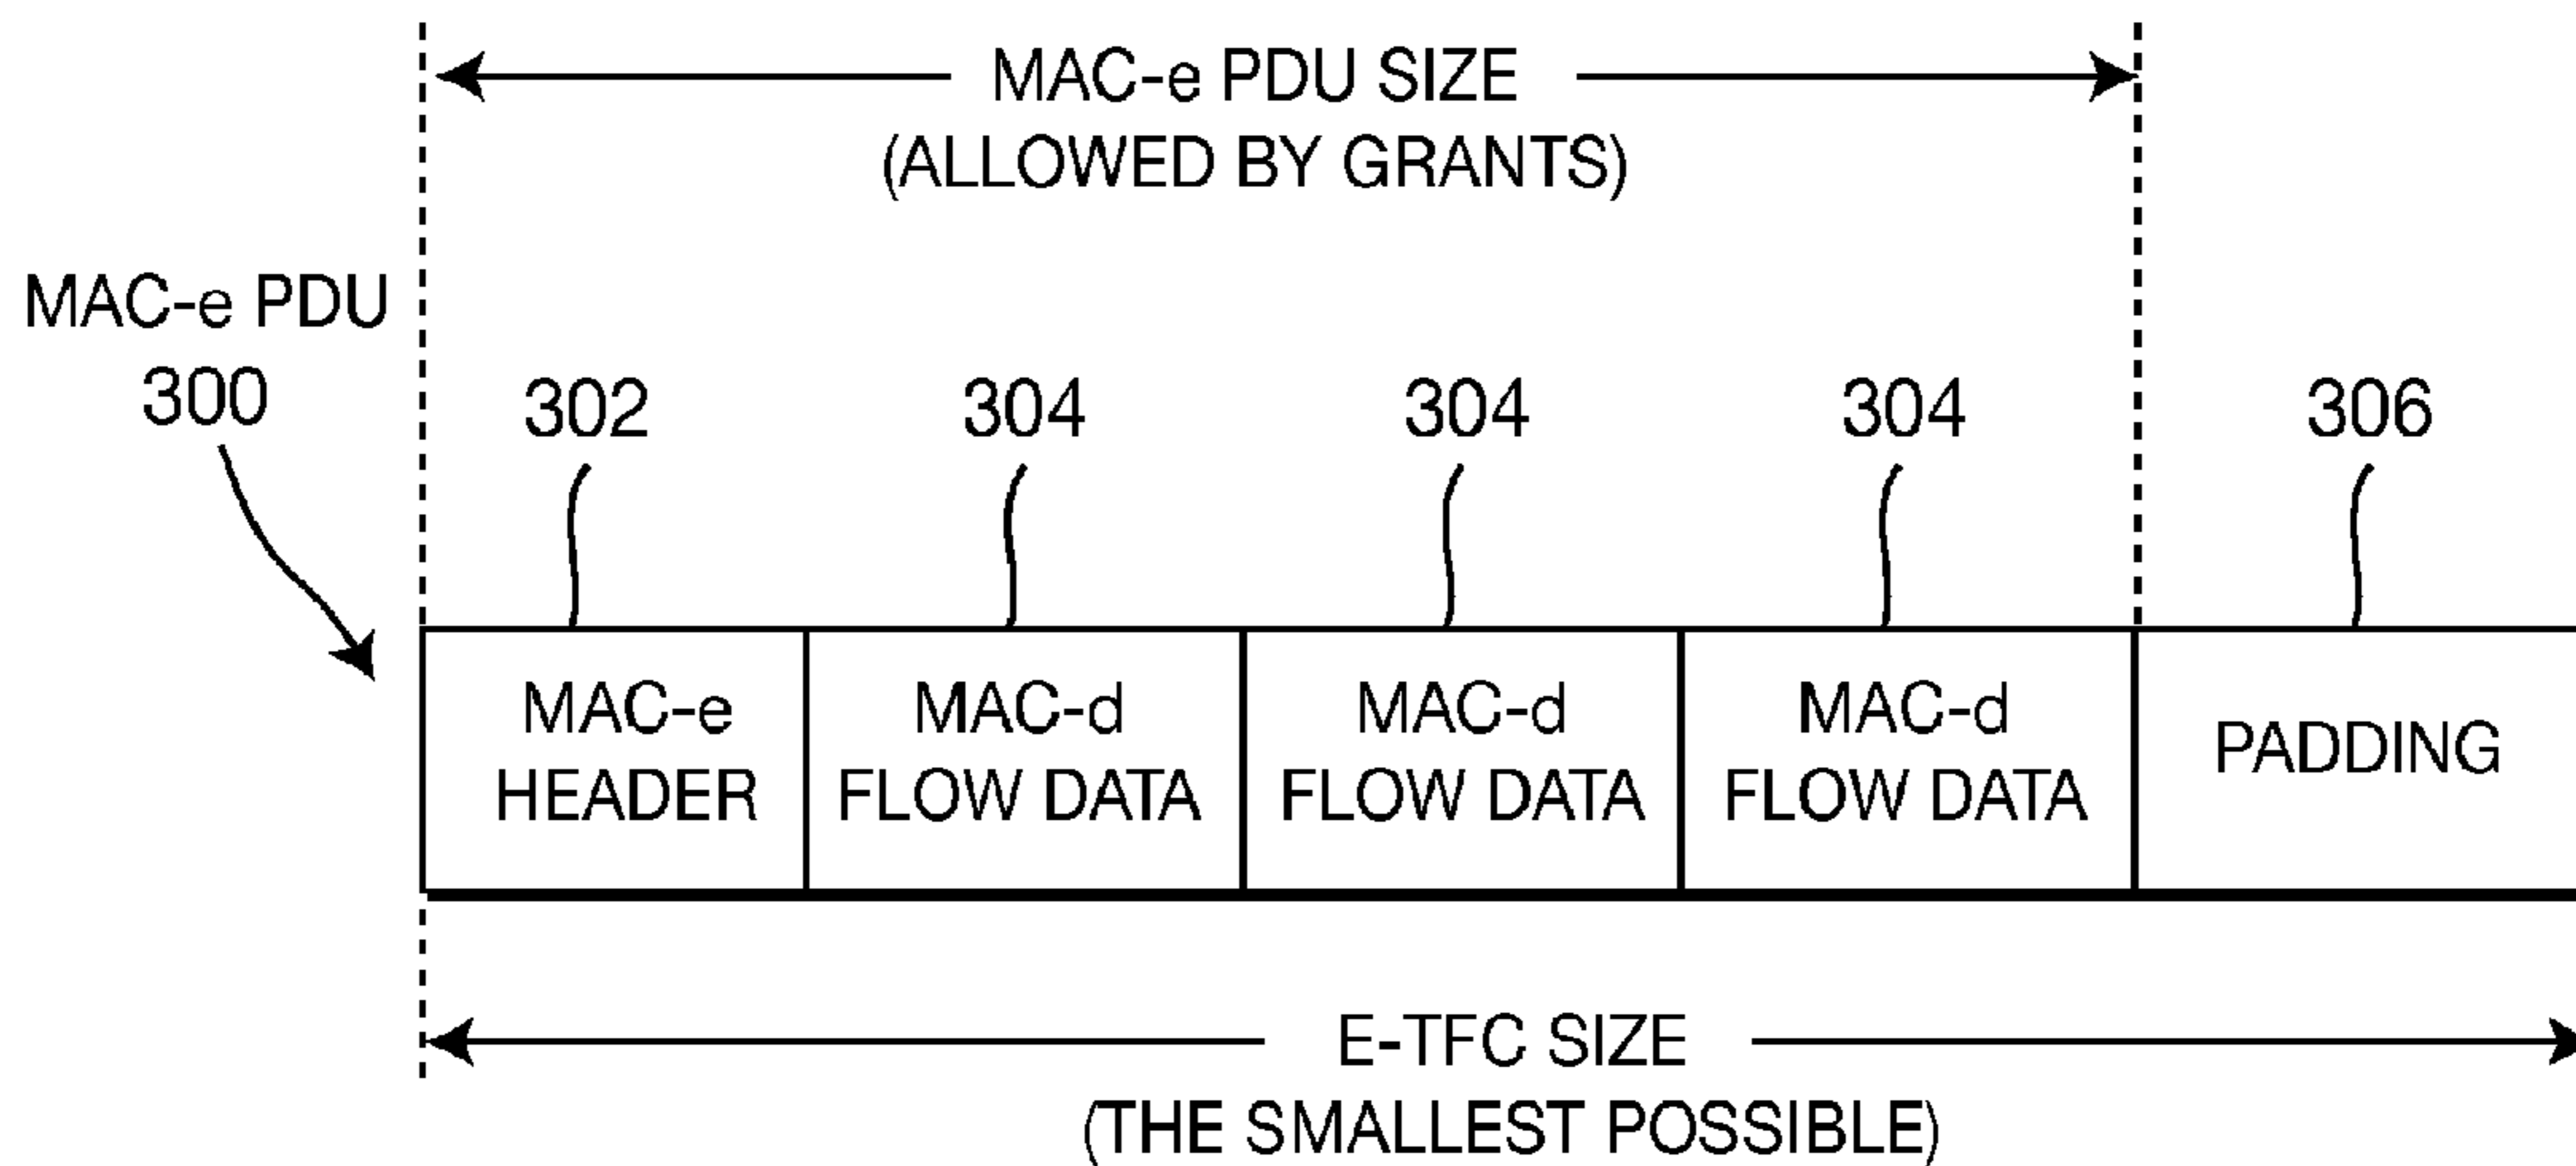 MAC-e PDU SIZE
(ALLOWED BY GRANTS)
MAC-e PDU
300
302
304
304
304
306
MAC-e
HEADER
MAC-d
FLOW DATA
MAC-d
FLOW DATA
MAC-d
FLOW DATA
PADDING
E-TFC SIZE
(THE SMALLEST POSSIBLE)